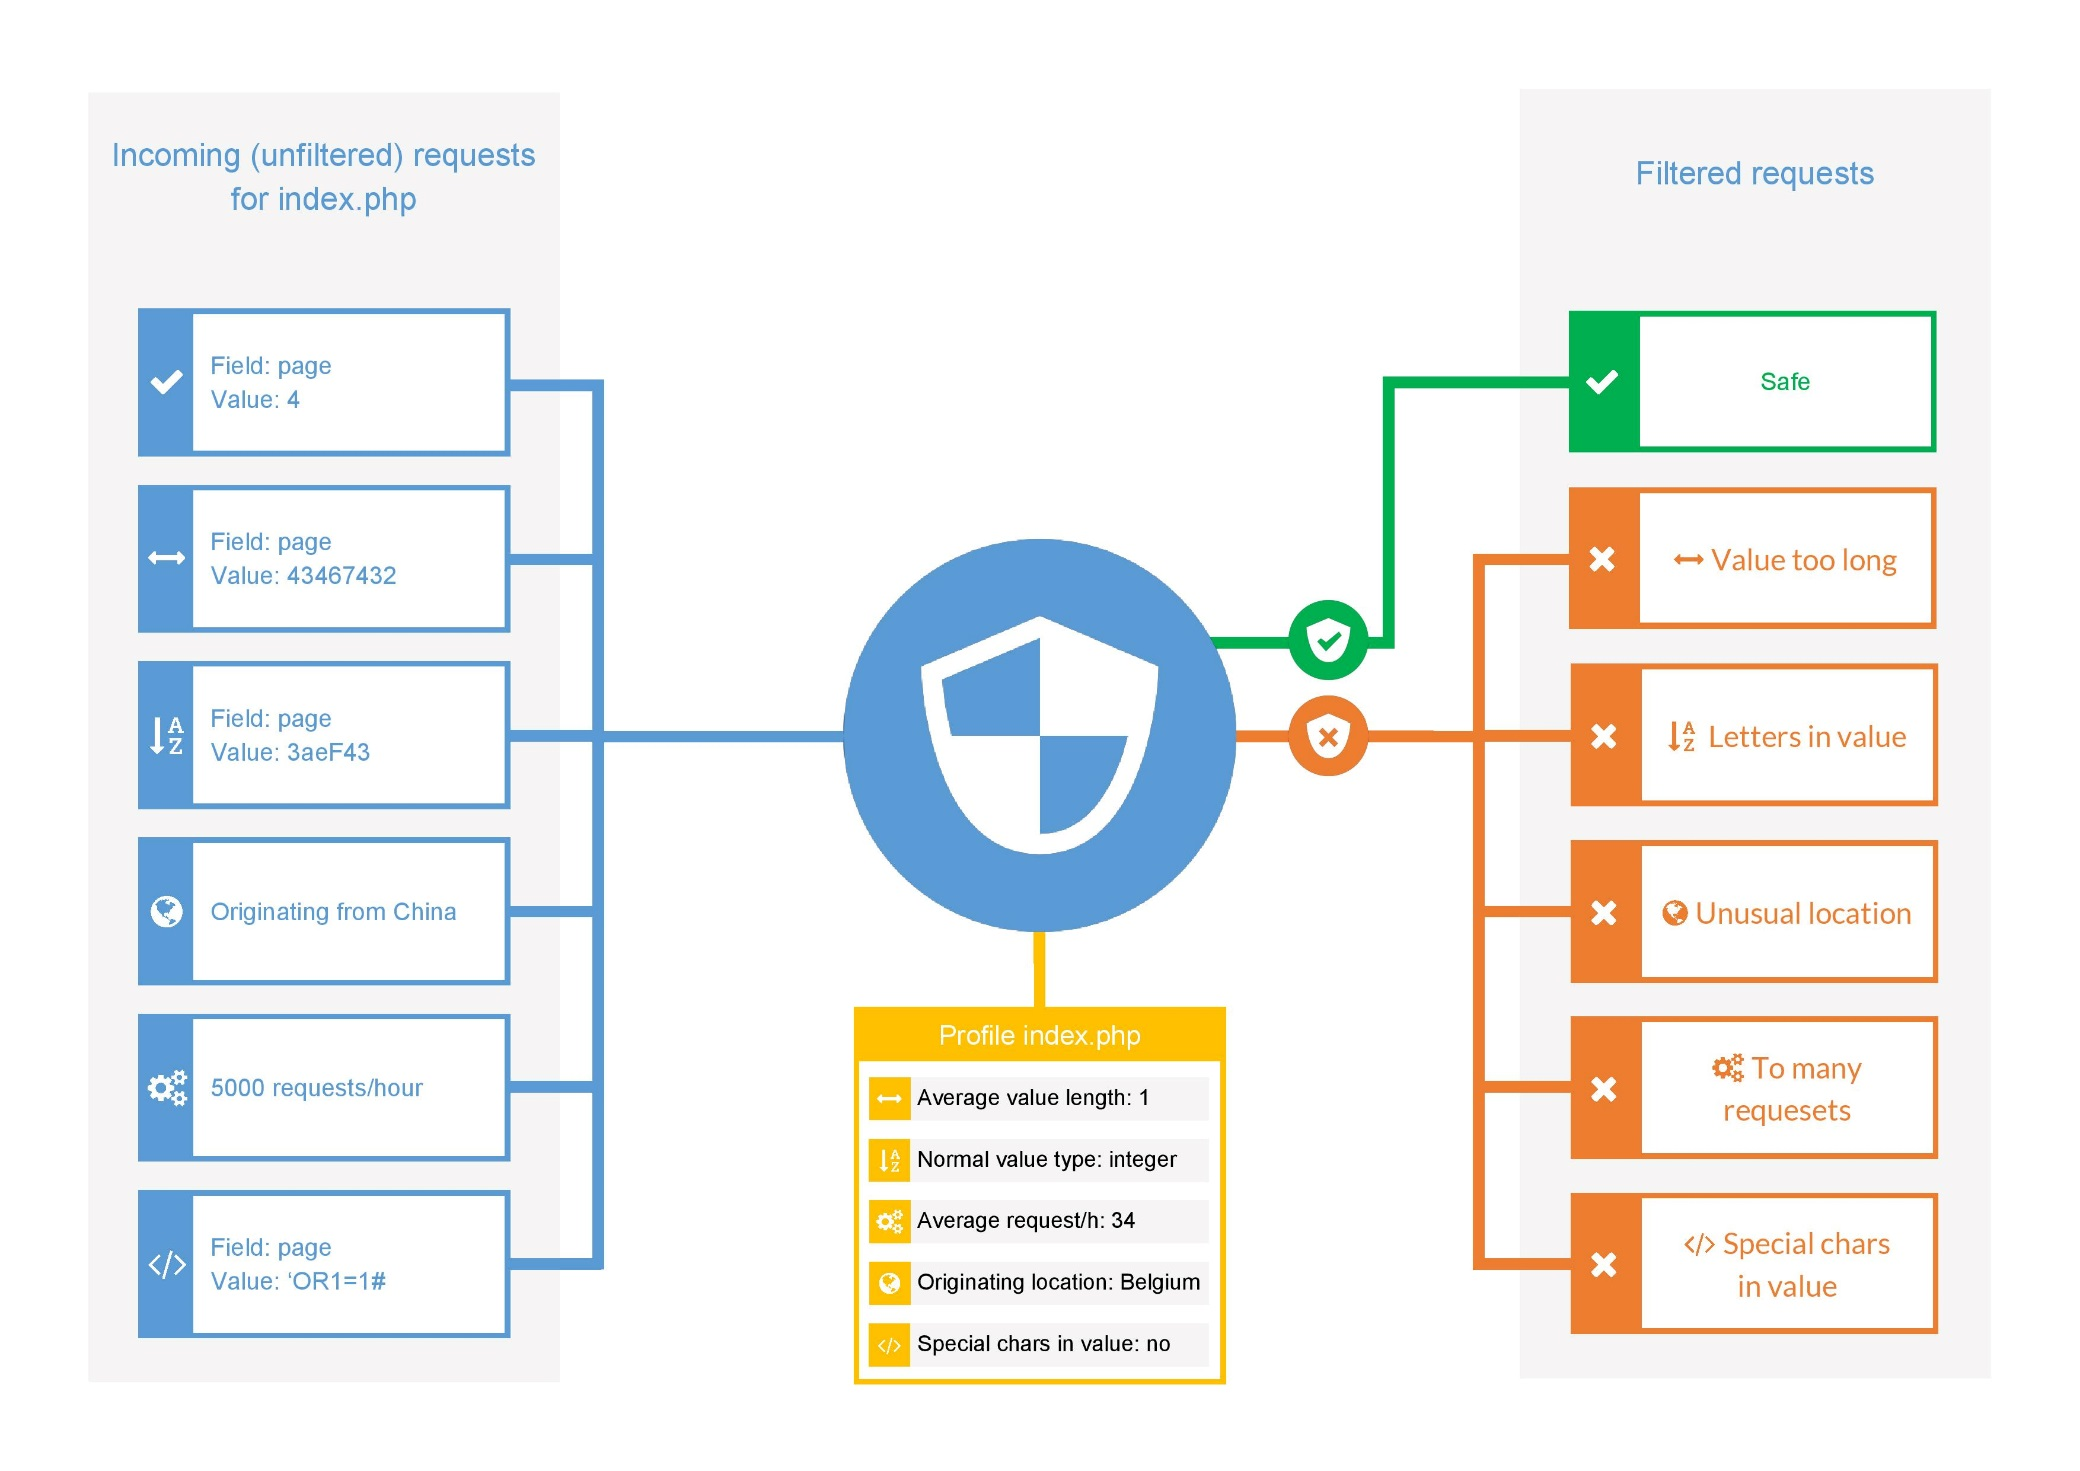 Incoming (unfiltered) requests
for index.php
Field: page
Value: 4
Field: page
Value: 43467432
A
Z
Field: page
Value: 3aeF43
Originating from China
5000 requests/hour
</>
Field: page
Value: ‘OR1=1#
Profile index.php
Average value length: 1
A
Z
Normal value type: integer
Average request/h: 34
Originating location: Belgium
</> Special chars in value: no
Filtered requests
Safe
Value too long
A
Z
Letters in value
Unusual location
To many
requesets
</> Special chars
in value